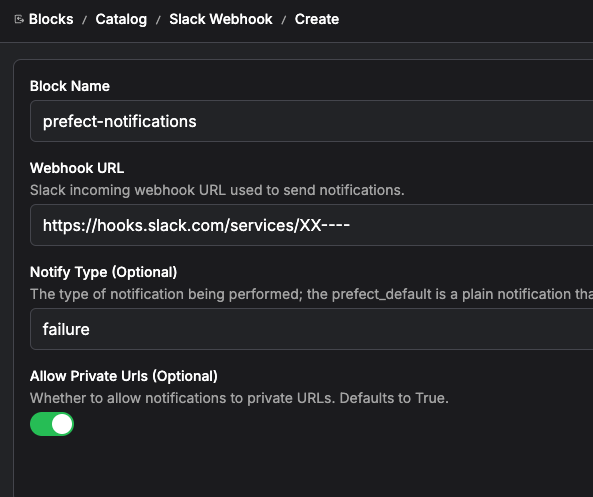 Blocks / Catalog / Slack Webhook / Create
Block Name
prefect-notifications
Webhook URL
Slack incoming webhook URL used to send notifications.
https://hooks.slack.com/services/XX----
Notify Type (Optional)
The type of notification being performed; the prefect_default is a plain notification tha
failure
Allow Private Urls (Optional)
Whether to allow notifications to private URLs. Defaults to True.